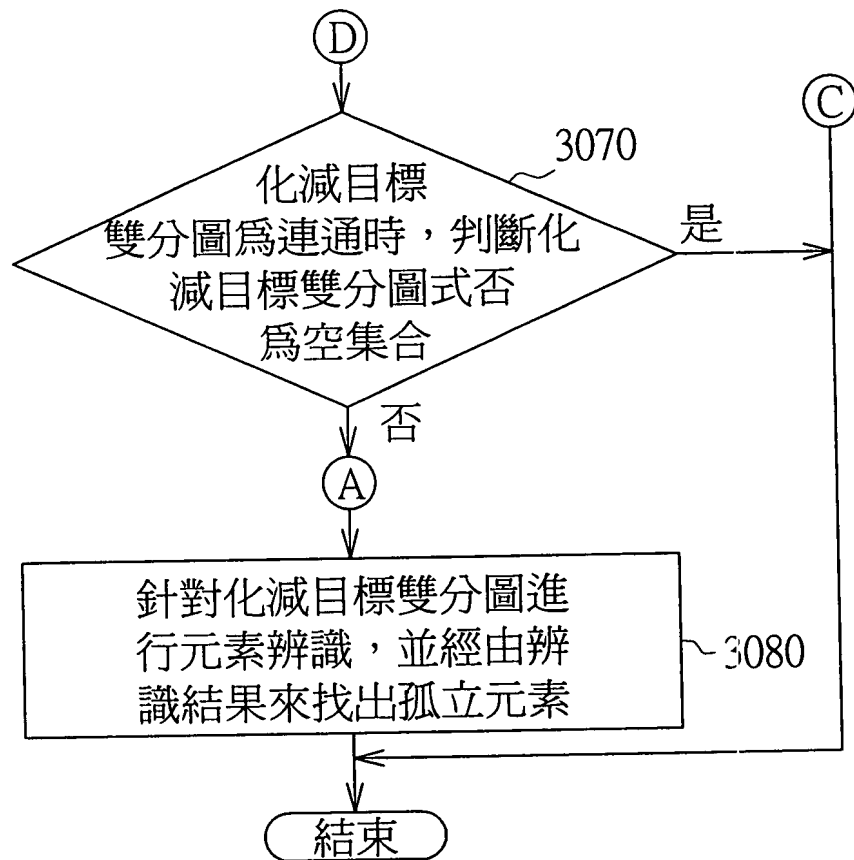 D
C
3070
化減目標
雙分圖爲連通時，判斷化
減目標雙分圖式否
爲空集合
是
否
A
針對化減目標雙分圖進
行元素辨識，並經由辨
識結果來找出孤立元素
3080
結束